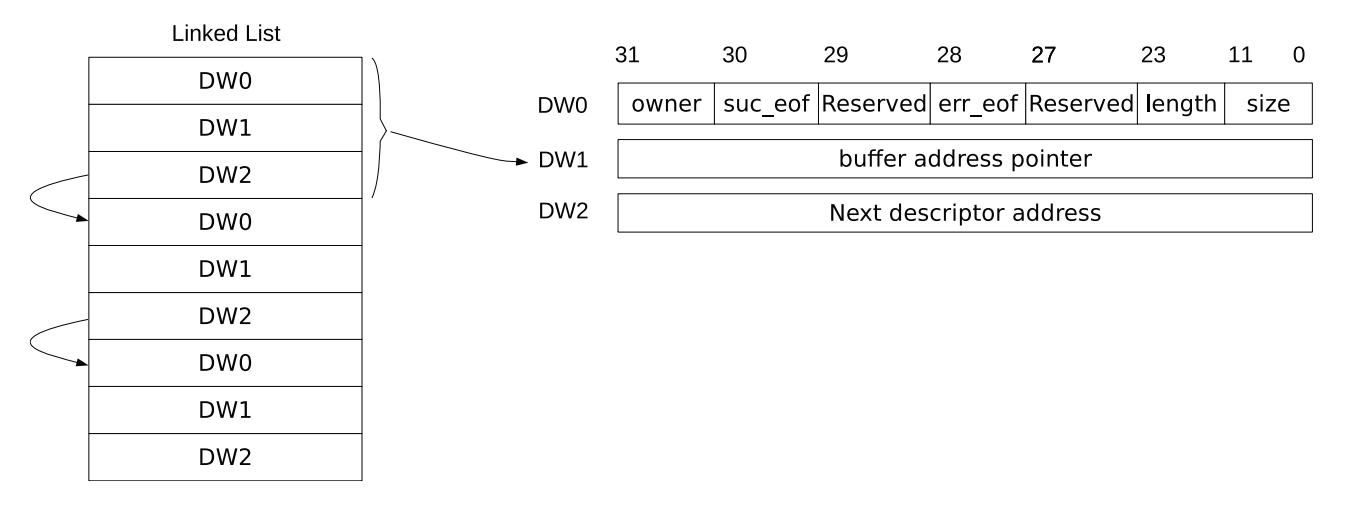 Linked List
DW0
DW1
DW2
DW0
DW1
DW2
DW0
DW1
DW2
31 30 29 28 27 23 11 0
DW0 owner suc_eof Reserved err_eof Reserved length size
DW1 buffer address pointer
DW2 Next descriptor address